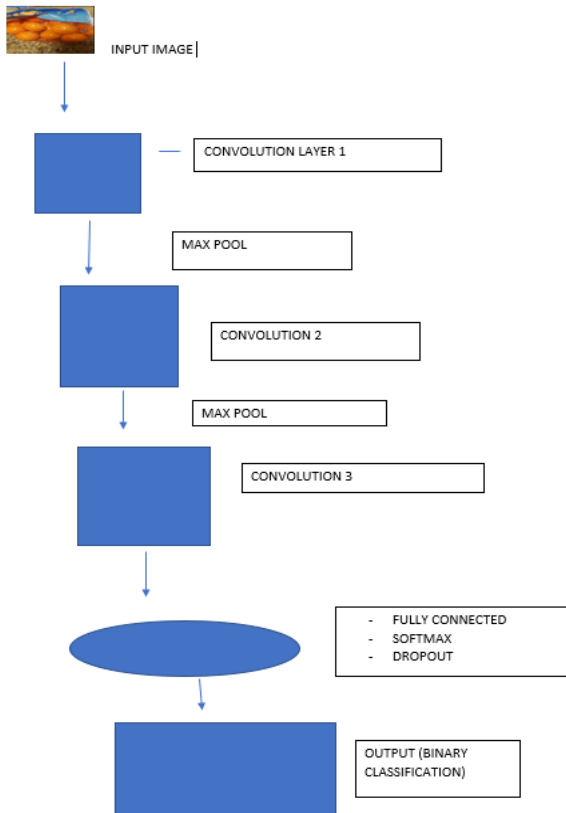 INPUT IMAGE
CONVOLUTION LAYER 1
MAX POOL
CONVOLUTION 2
MAX POOL
CONVOLUTION 3
- FULLY CONNECTED
- SOFTMAX
- DROPOUT
OUTPUT (BINARY
CLASSIFICATION)